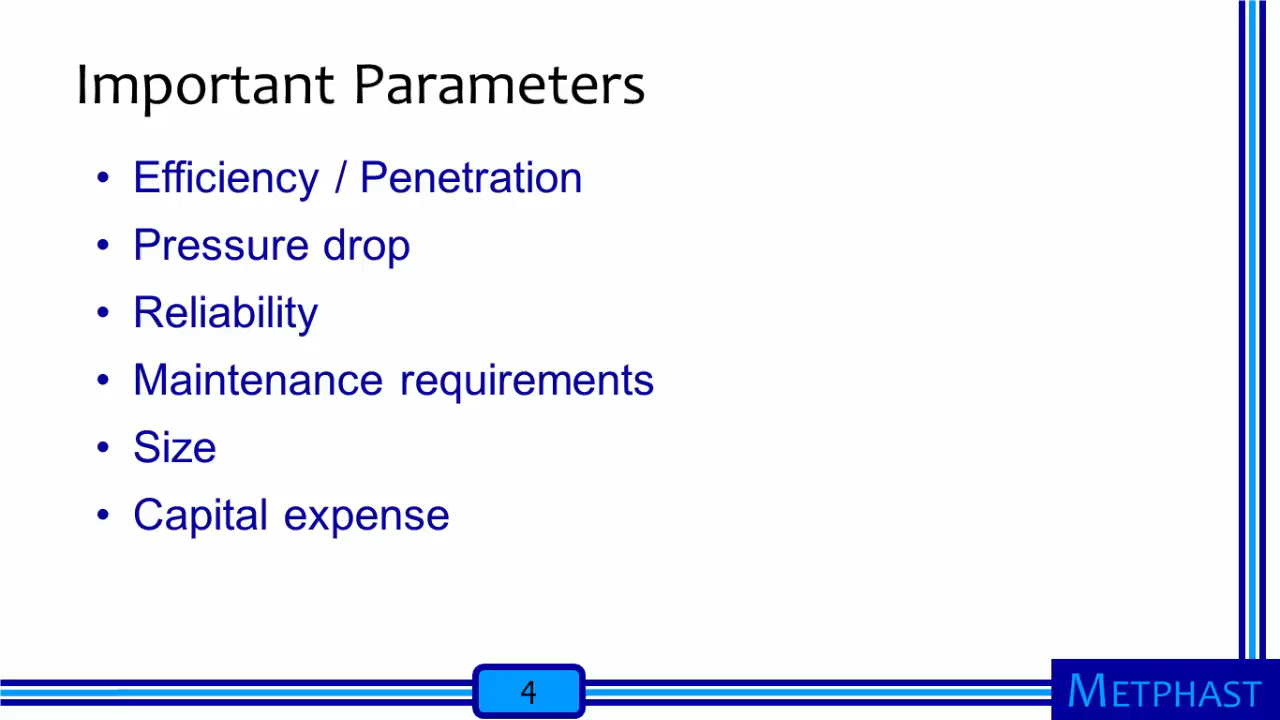 Important Parameters
• Efficiency / Penetration
• Pressure drop
• Reliability
• Maintenance requirements
• Size
• Capital expense
4
METPHAST